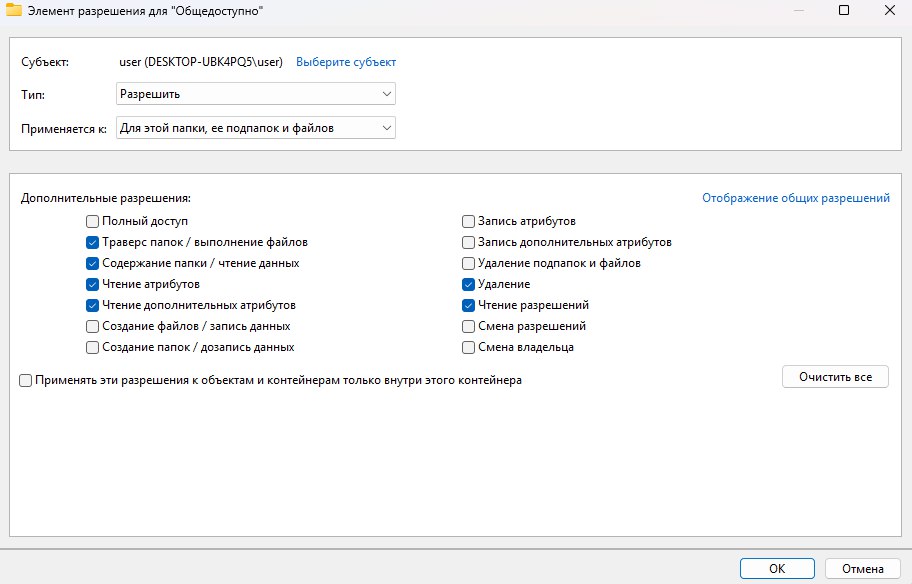 Элемент разрешения для "Общедоступно"
Субъект: user (DESKTOP-UBK4PQ5\user) Выберите субъект
Тип: Разрешить
Применяется к: Для этой папки, ее подпапок и файлов
Дополнительные разрешения: Отображение общих разрешений
Полный доступ Запись атрибутов
Траверс папок / выполнение файлов Запись дополнительных атрибутов
Содержание папки / чтение данных Удаление подпапок и файлов
Чтение атрибутов Удаление
Чтение дополнительных атрибутов Чтение разрешений
Создание файлов / запись данных Смена разрешений
Создание папок / дозапись данных Смена владельца
Применять эти разрешения к объектам и контейнерам только внутри этого контейнера Очистить все
ОК Отмена